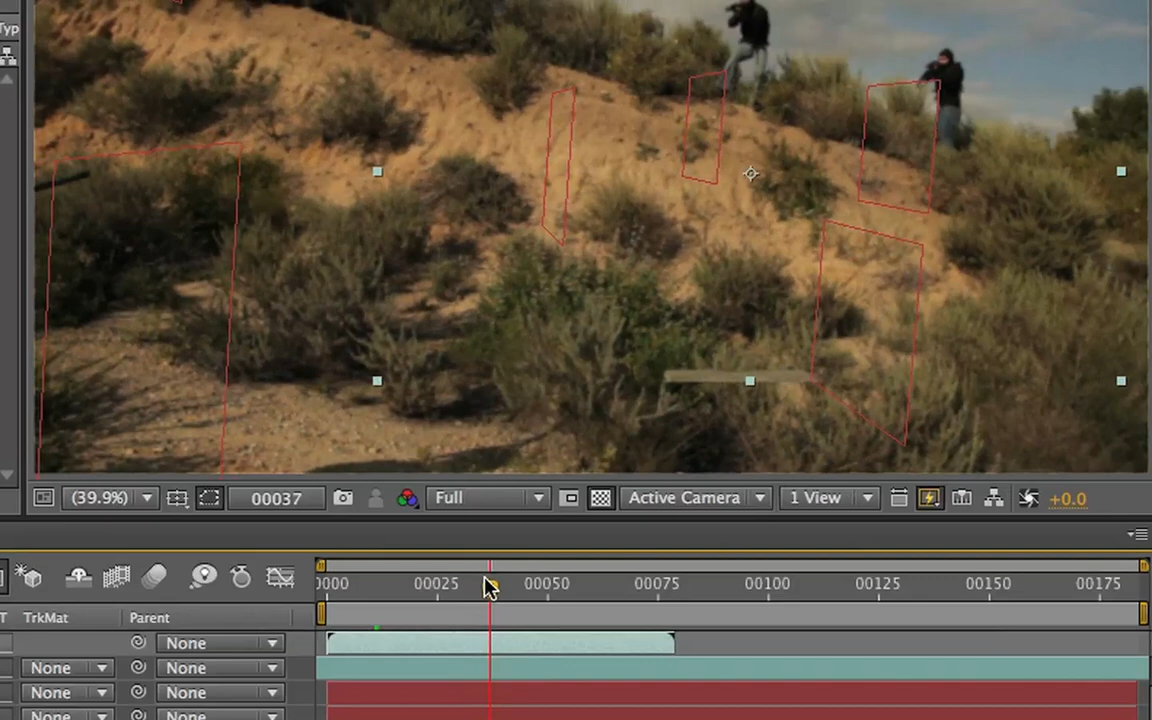 Typ
(39.9%) 00037 Full Active Camera 1 View +0.0
0000 00025 00050 00075 00100 00125 00150 00175
T TrkMat Parent
None
None None
None None
None None